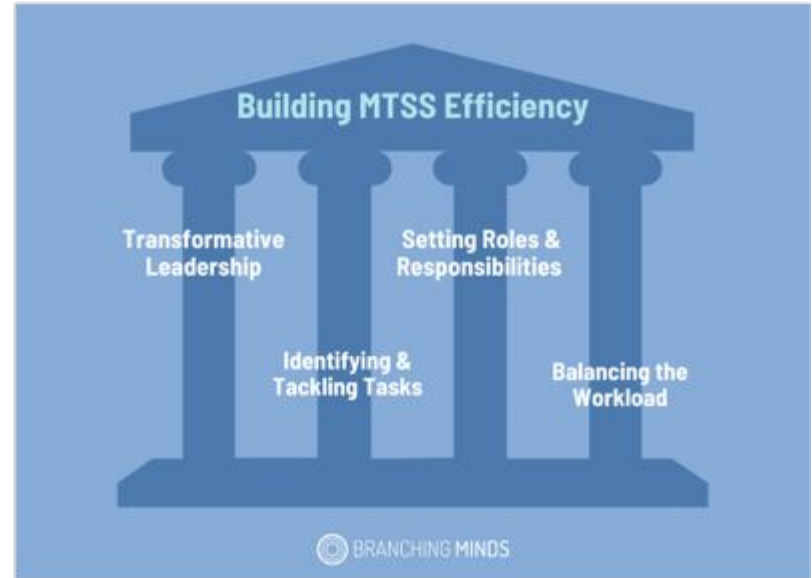 Building MTSS Efficiency
Transformative
Leadership
Identifying &
Tackling Tasks
Setting Roles &
Responsibilities
Balancing the
Workload
BRANCHING MINDS